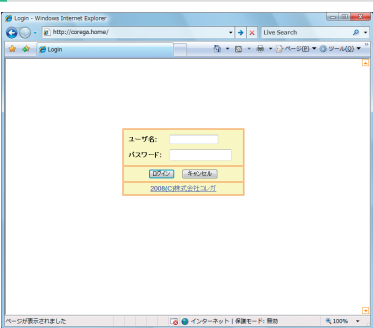 Login - Windows Internet Explorer
http://corega.home/
Live Search
Login
ページ(P)
ツール(O)
ユーザ名:
パスワード:
ログイン
キャンセル
2008(C)株式会社コレガ
ページが表示されました
インターネット | 保護モード: 無効
100%